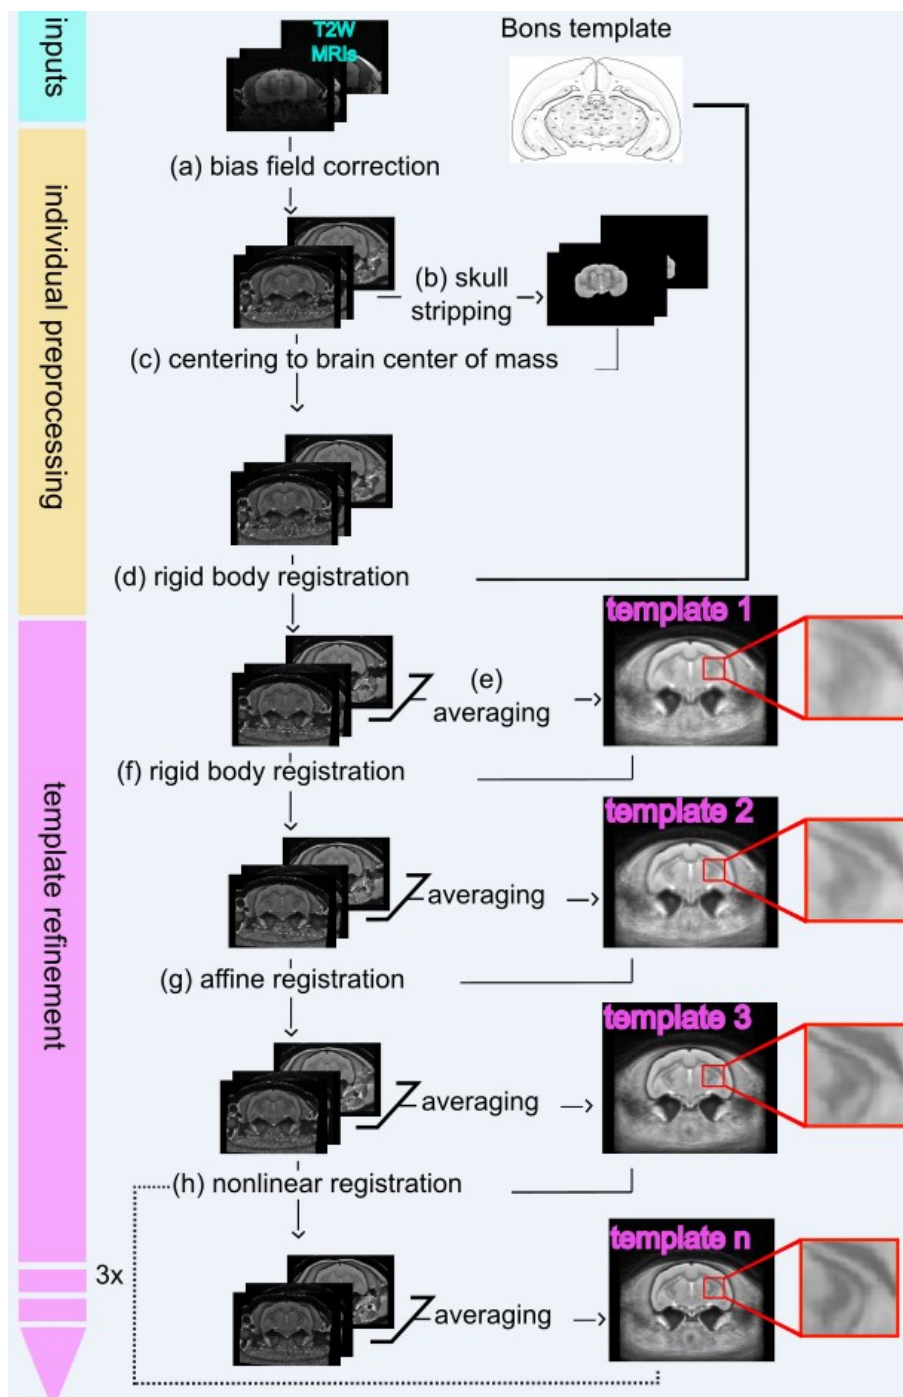 inputs
T2W
MRIs
Bons template
(a) bias field correction
individual preprocessing
(b) skull
stripping
(c) centering to brain center of mass
(d) rigid body registration
template refinement
template 1
(e)
averaging
(f) rigid body registration
template 2
averaging
(g) affine registration
template 3
averaging
(h) nonlinear registration
3x
template n
averaging